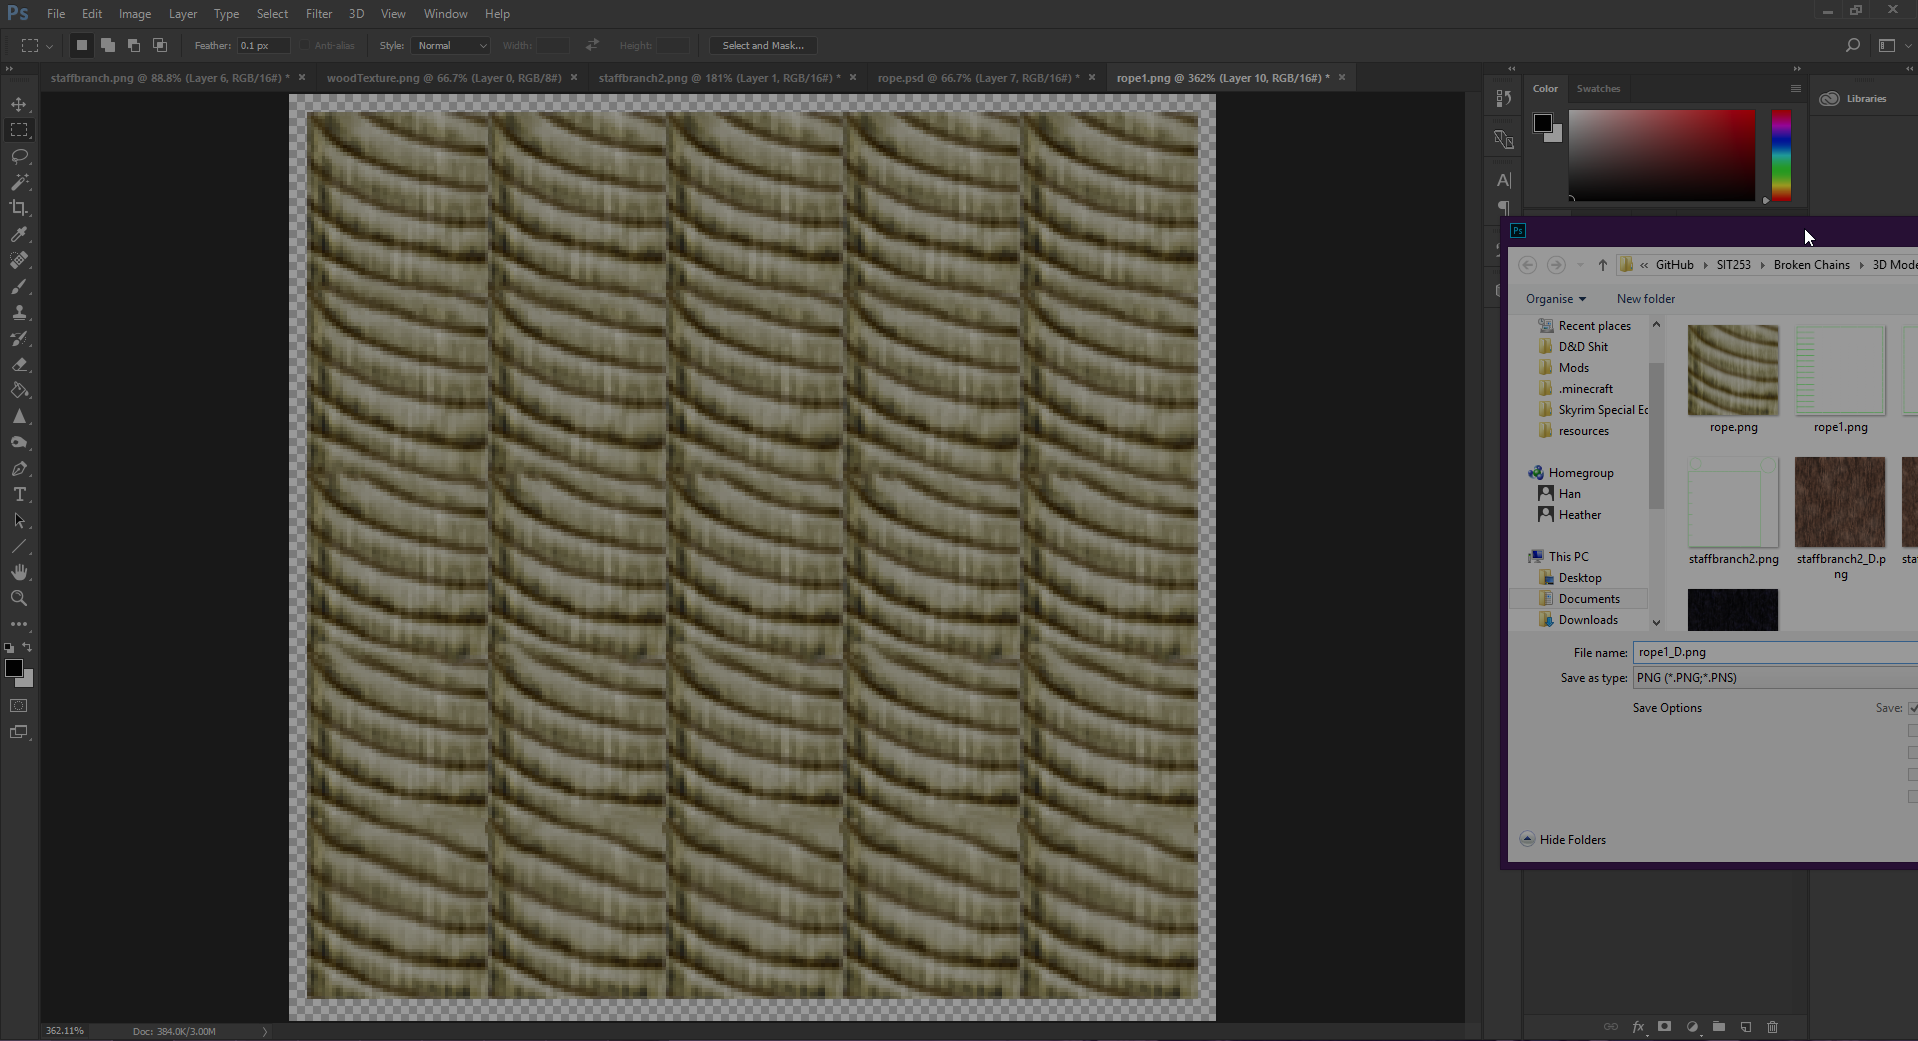 Ps File Edit Image Layer Type Select Filter 3D View Window Help
Feather: 0.1 px Anti-alias Style: Normal Width: Height: Select and Mask...
staffbranch.png @ 88.8% (Layer 6, RGB/16#) * × woodTexture.png @ 66.7% (Layer 0, RGB/8#) × staffbranch2.png @ 181% (Layer 1, RGB/16#) * × rope.psd @ 66.7% (Layer 7, RGB/16#) * × rope1.png @ 362% (Layer 10, RGB/16#) * ×
Color Swatches
Libraries
Ps
« GitHub › SIT253 › Broken Chains › 3D Mode
Organise New folder
Recent places
D&D Shit
Mods
.minecraft
Skyrim Special Ec
resources
Homegroup
Han
Heather
This PC
Desktop
Documents
Downloads
rope.png
rope1.png
staffbranch2.png
staffbranch2_D.p
ng
sta
File name: rope1_D.png
Save as type: PNG (*.PNG;*.PNS)
Save Options Save:
Hide Folders
362.11% Doc: 384.0K/3.00M
fx